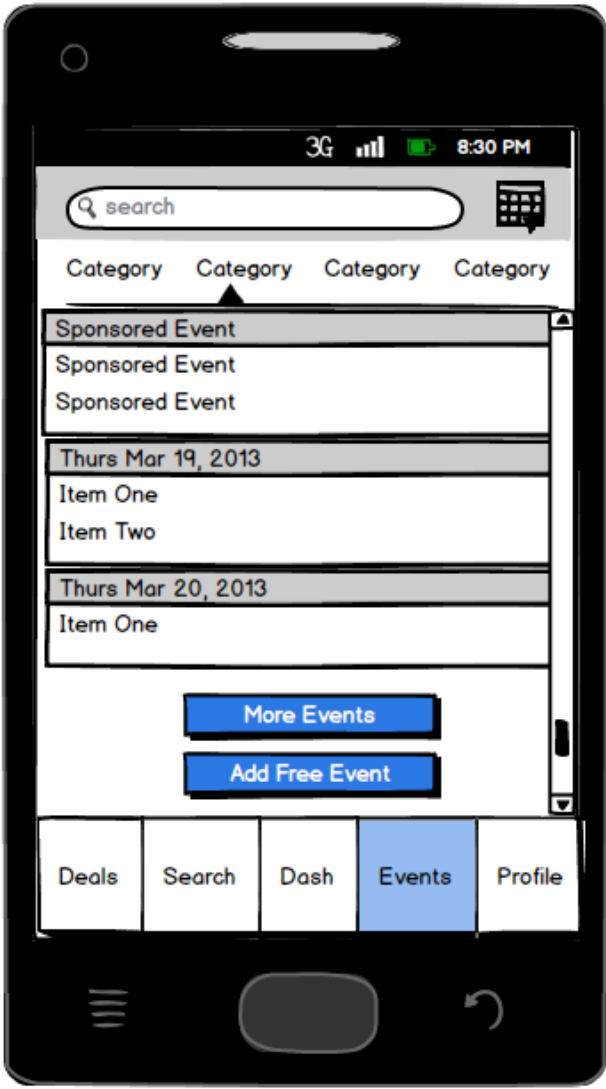 3G 8:30 PM
search
Category Category Category Category
Sponsored Event
Sponsored Event
Sponsored Event
Thurs Mar 19, 2013
Item One
Item Two
Thurs Mar 20, 2013
Item One
More Events
Add Free Event
Deals Search Dash Events Profile